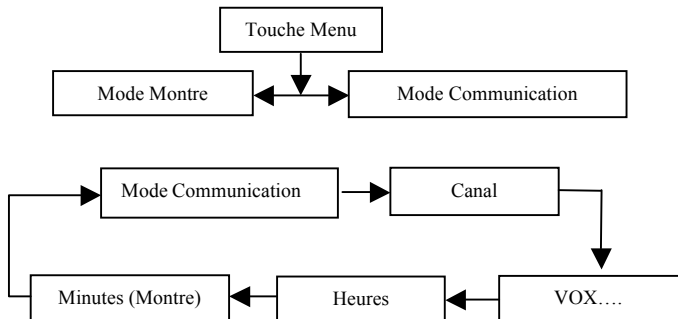 Touche Menu
Mode Montre
Mode Communication
Mode Communication
Canal
Minutes (Montre)
Heures
VOX….